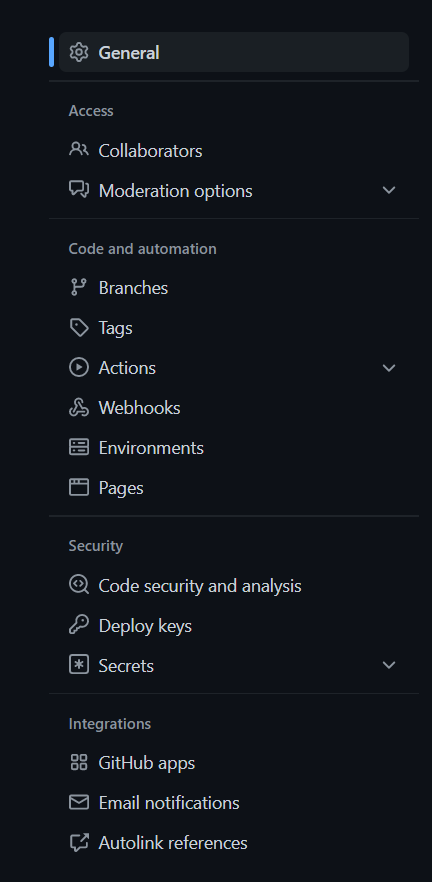 General
Access
Collaborators
Moderation options
Code and automation
Branches
Tags
Actions
Webhooks
Environments
Pages
Security
Code security and analysis
Deploy keys
Secrets
Integrations
GitHub apps
Email notifications
Autolink references